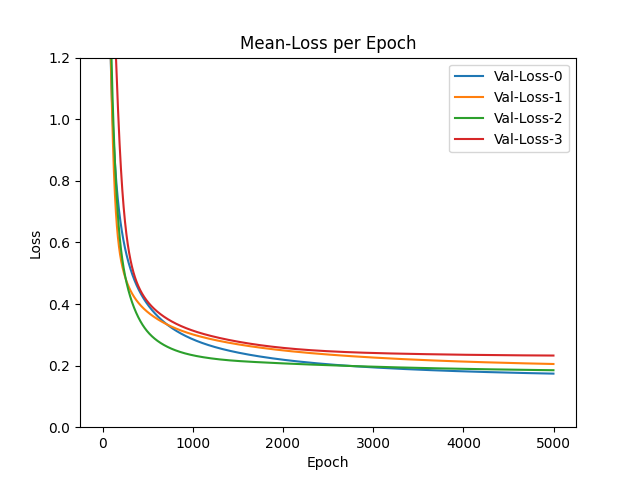 Mean-Loss per Epoch
1.2
1.0
0.8
0.6
0.4
0.2
0.0
Loss
Val-Loss-0
Val-Loss-1
Val-Loss-2
Val-Loss-3
0 1000 2000 3000 4000 5000
Epoch